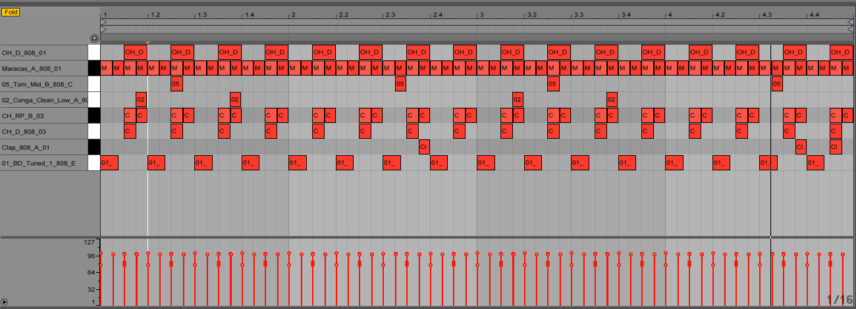 Fold
1 1.2 1.3 1.4 2 2.2 2.3 2.4 3 3.2 3.3 3.4 4 4.2 4.3 4.4
OH_D_808_01 OH_D OH_D OH_D OH_D OH_D OH_D OH_D OH_D OH_D OH_D OH_D OH_D OH_D OH_D OH_D OH_D
Maracas_A_808_01 M M M M M M M M M M M M M M M M M M M M M M M M M M M M M M M M M M M M M M M M M M M M M M M M M M M M M M M M M M M M M M M M
05_Tom_Mid_B_808_C 05 05 05 05
02_Conga_Clean_Low_A_80 02 02 02 02
CH_RP_B_03 C C C C C C C C C C C C C C C C C C C C C C C C C C C C C C C C
CH_D_808_03 C C C C C C C C C C C C C C C C
Clap_808_A_01 Cl Cl Cl
01_BD_Tuned_1_808_E 01_ 01_ 01_ 01_ 01_ 01_ 01_ 01_ 01_ 01_ 01_ 01_ 01_ 01_ 01_ 01_
127
96
64
32
1
1/16